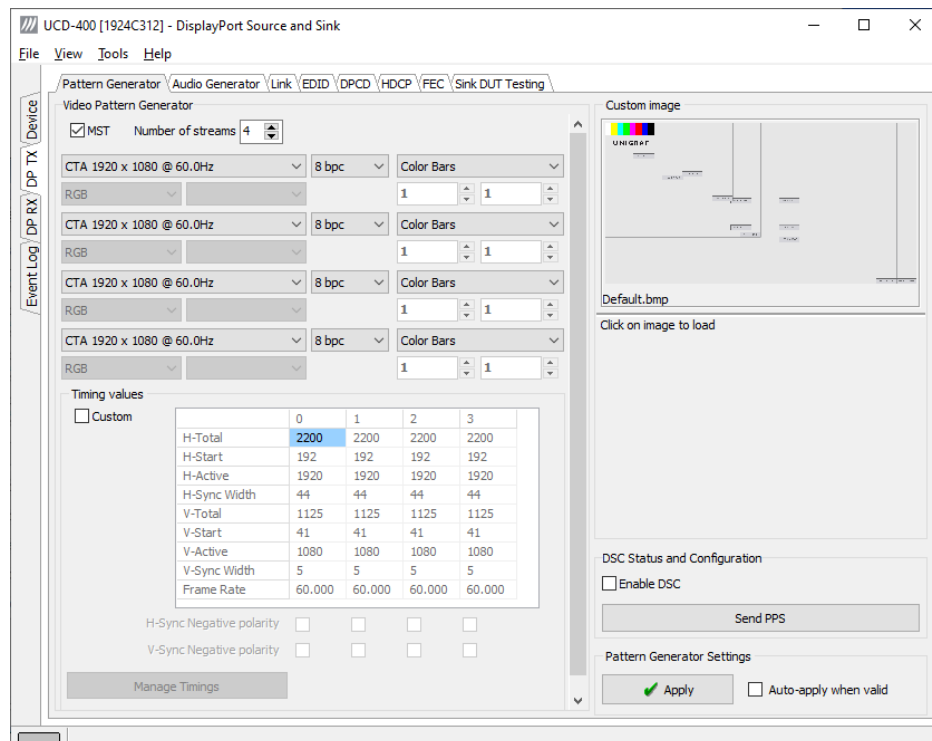 UCD-400 [1924C312] - DisplayPort Source and Sink
File View Tools Help
Pattern Generator Audio Generator Link EDID DPCD HDCP FEC Sink DUT Testing
Device
DP TX
DP RX
Event Log
Video Pattern Generator
MST Number of streams 4
CTA 1920 x 1080 @ 60.0Hz 8 bpc Color Bars
RGB 1 1
CTA 1920 x 1080 @ 60.0Hz 8 bpc Color Bars
RGB 1 1
CTA 1920 x 1080 @ 60.0Hz 8 bpc Color Bars
RGB 1 1
CTA 1920 x 1080 @ 60.0Hz 8 bpc Color Bars
RGB 1 1
Timing values
Custom
0 1 2 3
H-Total 2200 2200 2200 2200
H-Start 192 192 192 192
H-Active 1920 1920 1920 1920
H-Sync Width 44 44 44 44
V-Total 1125 1125 1125 1125
V-Start 41 41 41 41
V-Active 1080 1080 1080 1080
V-Sync Width 5 5 5 5
Frame Rate 60.000 60.000 60.000 60.000
H-Sync Negative polarity
V-Sync Negative polarity
Manage Timings
Custom image
UNIGRAF
Default.bmp
Click on image to load
DSC Status and Configuration
Enable DSC
Send PPS
Pattern Generator Settings
Apply Auto-apply when valid